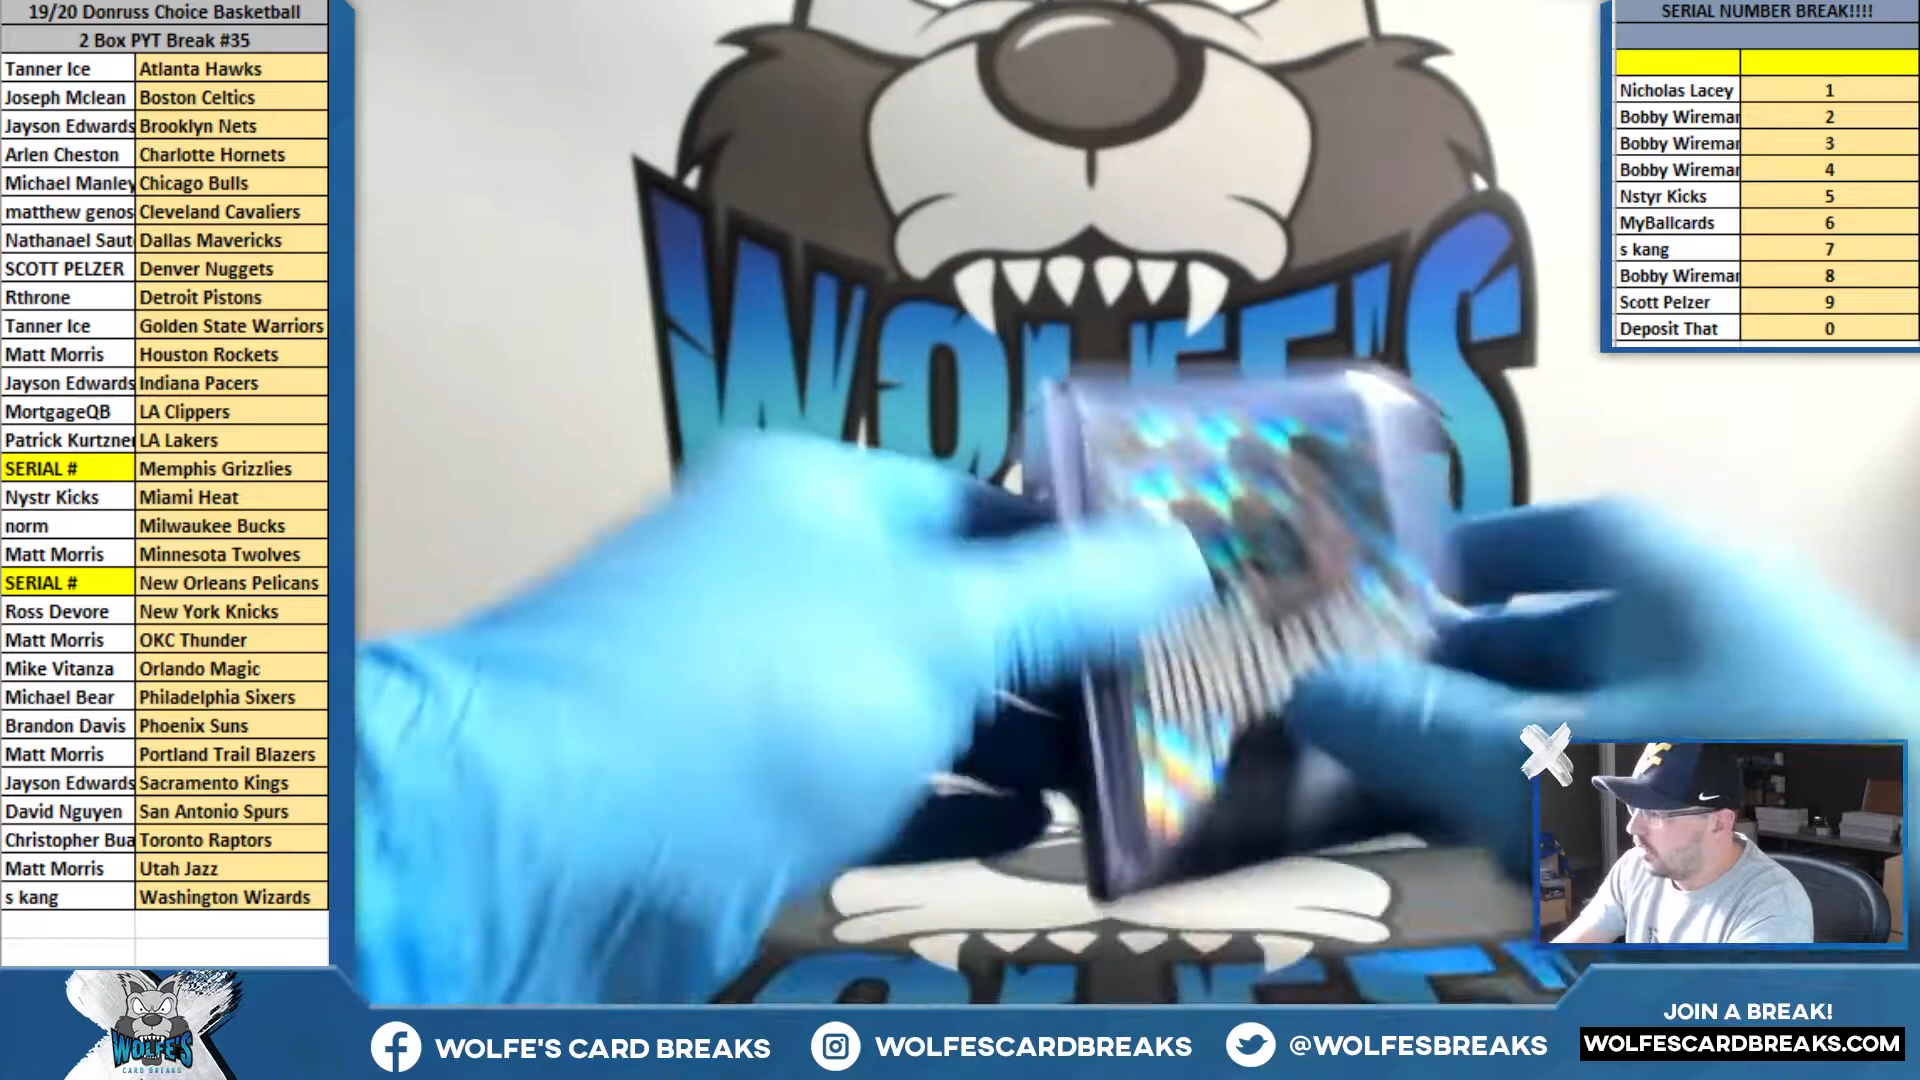 19/20 Donruss Choice Basketball
2 Box PYT Break #35
Tanner Ice Atlanta Hawks
Joseph Mclean Boston Celtics
Jayson Edwards Brooklyn Nets
Arlen Cheston Charlotte Hornets
Michael Manley Chicago Bulls
matthew genos Cleveland Cavaliers
Nathanael Saut Dallas Mavericks
SCOTT PELZER Denver Nuggets
Rthrone Detroit Pistons
Tanner Ice Golden State Warriors
Matt Morris Houston Rockets
Jayson Edwards Indiana Pacers
MortgageQB LA Clippers
Patrick Kurtzner LA Lakers
SERIAL # Memphis Grizzlies
Nystr Kicks Miami Heat
norm Milwaukee Bucks
Matt Morris Minnesota Twolves
SERIAL # New Orleans Pelicans
Ross Devore New York Knicks
Matt Morris OKC Thunder
Mike Vitanza Orlando Magic
Michael Bear Philadelphia Sixers
Brandon Davis Phoenix Suns
Matt Morris Portland Trail Blazers
Jayson Edwards Sacramento Kings
David Nguyen San Antonio Spurs
Christopher Bua Toronto Raptors
Matt Morris Utah Jazz
s kang Washington Wizards
SERIAL NUMBER BREAK!!!!
Nicholas Lacey 1
Bobby Wireman 2
Bobby Wireman 3
Bobby Wireman 4
Nstyr Kicks 5
MyBallcards 6
s kang 7
Bobby Wireman 8
Scott Pelzer 9
Deposit That 0
WOLFE'S
WOLFE'S
CARD BREAKS
WOLFE'S CARD BREAKS
WOLFESCARDBREAKS
@WOLFESBREAKS
JOIN A BREAK!
WOLFESCARDBREAKS.COM